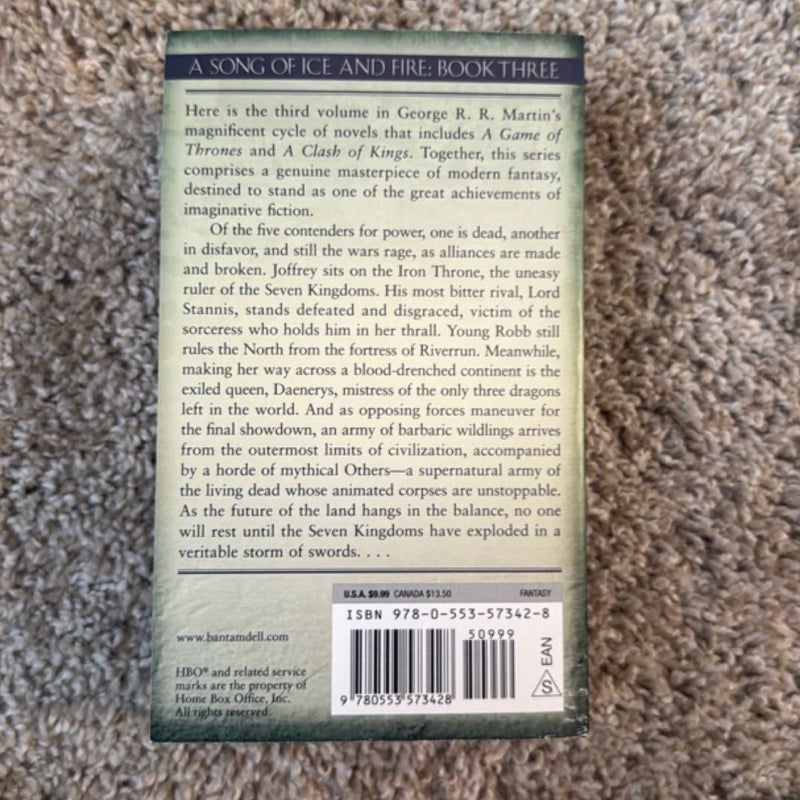 A SONG OF ICE AND FIRE: BOOK THREE
Here is the third volume in George R. R. Martin's
magnificent cycle of novels that includes A Game of
Thrones and A Clash of Kings. Together, this series
comprises a genuine masterpiece of modern fantasy,
destined to stand as one of the great achievements of
imaginative fiction.
Of the five contenders for power, one is dead, another
in disfavor, and still the wars rage, as alliances are made
and broken. Joffrey sits on the Iron Throne, the uneasy
ruler of the Seven Kingdoms. His most bitter rival, Lord
Stannis, stands defeated and disgraced, victim of the
sorceress who holds him in her thrall. Young Robb still
rules the North from the fortress of Riverrun. Meanwhile,
making her way across a blood-drenched continent is the
exiled queen, Daenerys, mistress of the only three dragons
left in the world. And as opposing forces maneuver for
the final showdown, an army of barbaric wildlings arrives
from the outermost limits of civilization, accompanied
by a horde of mythical Others—a supernatural army of
the living dead whose animated corpses are unstoppable.
As the future of the land hangs in the balance, no one
will rest until the Seven Kingdoms have exploded in a
veritable storm of swords. . . .
U.S.A. $9.99 CANADA $13.50 FANTASY
ISBN 978-0-553-57342-8
50999
9 780553 573428
EAN
S
www.bantamdell.com
HBO® and related service
marks are the property of
Home Box Office, Inc.
All rights reserved.